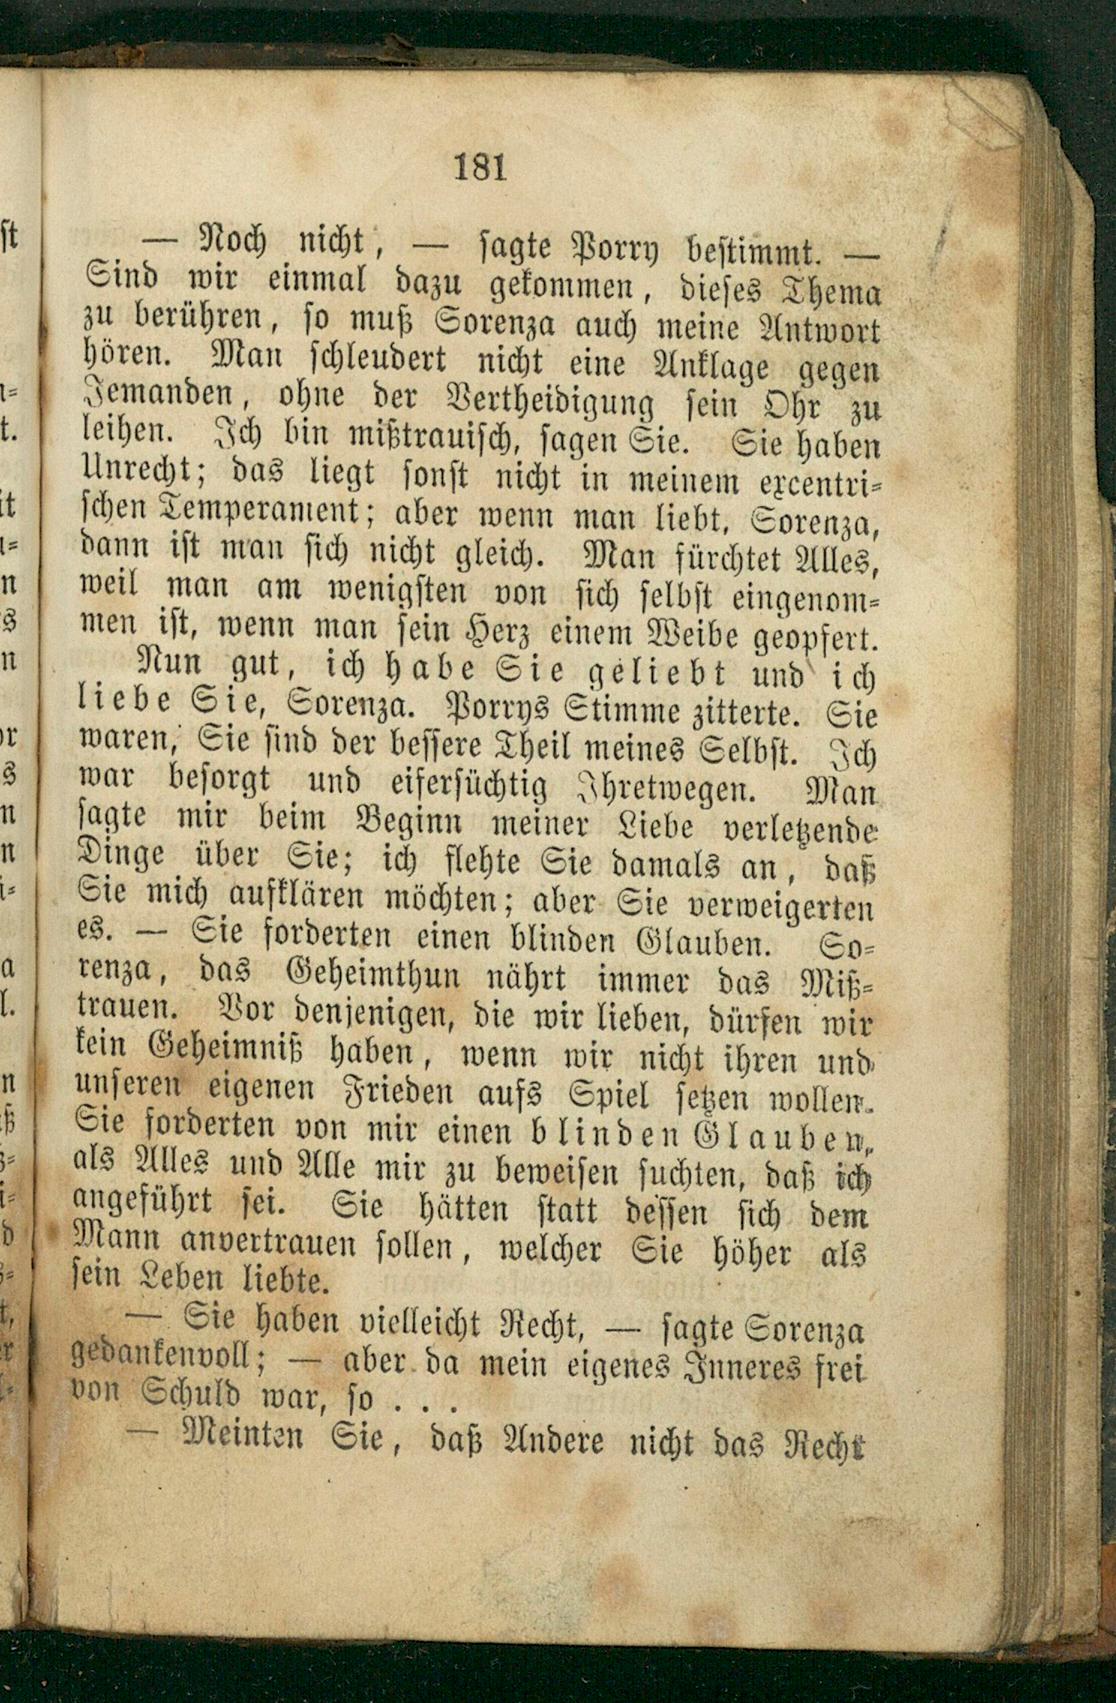 181
— Noch nicht, — sagte Porry bestimmt. —
Sind wir einmal dazu gekommen, dieses Thema
zu berühren, so muß Sorenza auch meine Antwort
hören. Man schleudert nicht eine Anklage gegen
Jemanden, ohne der Vertheidigung sein Ohr zu
leihen. Ich bin mißtrauisch, sagen Sie. Sie haben
Unrecht; das liegt sonst nicht in meinem excentri-
schen Temperament; aber wenn man liebt, Sorenza,
dann ist man sich nicht gleich. Man fürchtet Alles,
weil man am wenigsten von sich selbst eingenom-
men ist, wenn man sein Herz einem Weibe geopfert.
Nun gut, ich habe Sie geliebt und ich
liebe Sie, Sorenza. Porrys Stimme zitterte. Sie
waren, Sie sind der bessere Theil meines Selbst. Ich
war besorgt und eifersüchtig Ihretwegen. Man
sagte mir beim Beginn meiner Liebe verletzende
Dinge über Sie; ich flehte Sie damals an, daß
Sie mich aufklären möchten; aber Sie verweigerten
es. — Sie forderten einen blinden Glauben. So-
renza, das Geheimthun nährt immer das Miß-
trauen. Vor denjenigen, die wir lieben, dürfen wir
kein Geheimniß haben, wenn wir nicht ihren und
unseren eigenen Frieden aufs Spiel setzen wollen.
Sie forderten von mir einen blinden Glauben,
als Alles und Alle mir zu beweisen suchten, daß ich
angeführt sei. Sie hätten statt dessen sich dem
Mann anvertrauen sollen, welcher Sie höher als
sein Leben liebte.
— Sie haben vielleicht Recht, — sagte Sorenza
gedankenvoll; — aber da mein eigenes Inneres frei
von Schuld war, so . . .
— Meinten Sie, daß Andere nicht das Recht